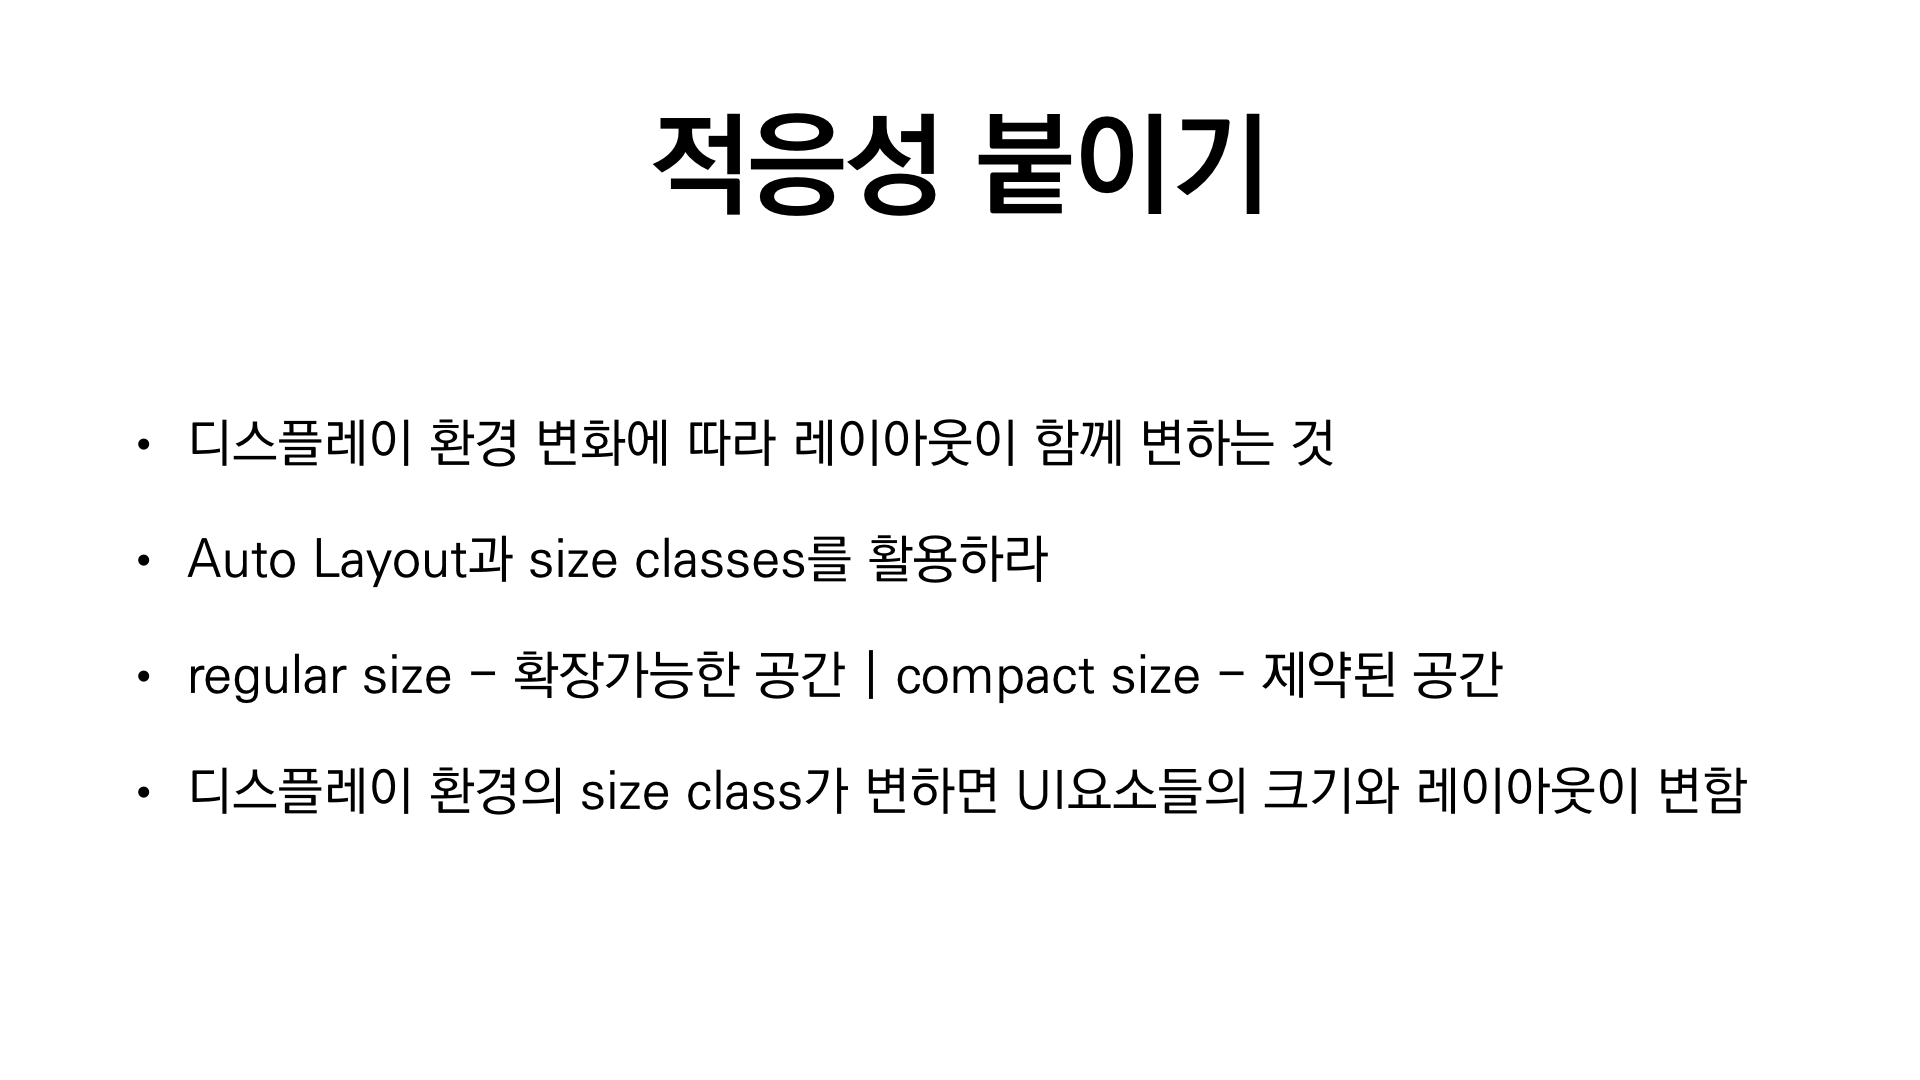 적응성 붙이기
• 디스플레이 환경 변화에 따라 레이아웃이 함께 변하는 것
• Auto Layout과 size classes를 활용하라
• regular size – 확장가능한 공간 | compact size – 제약된 공간
• 디스플레이 환경의 size class가 변하면 UI요소들의 크기와 레이아웃이 변함